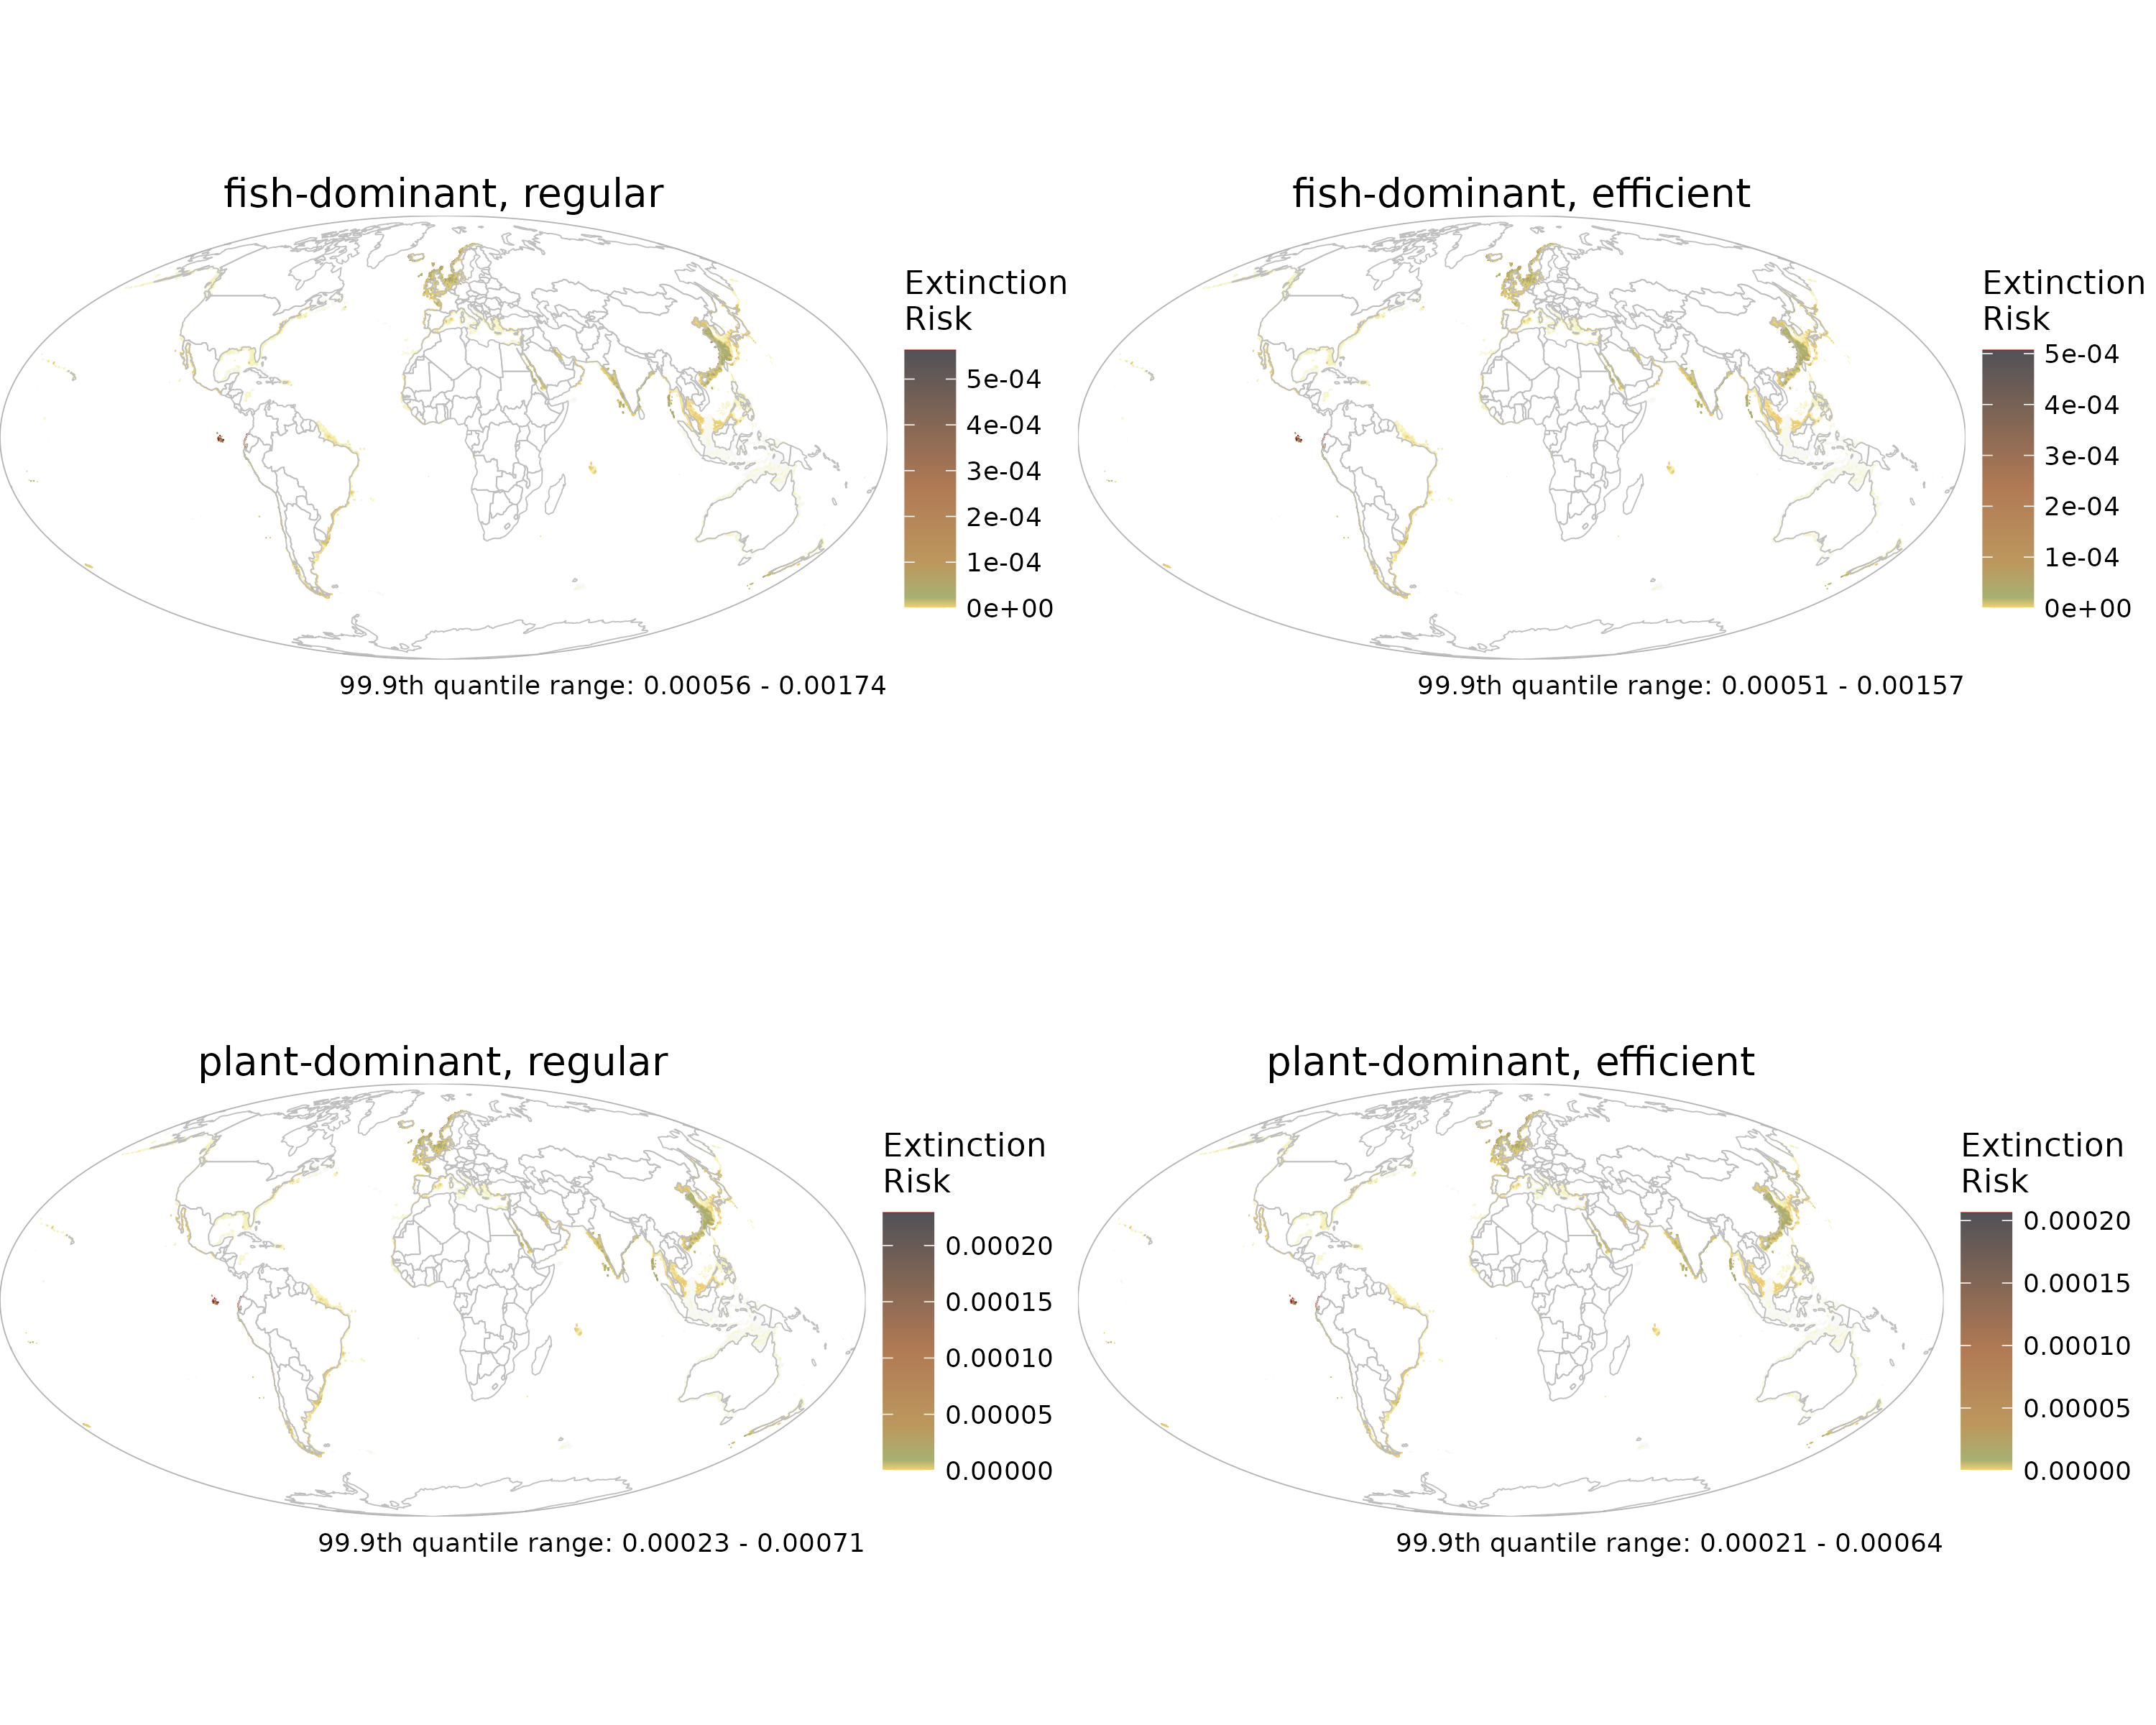 fish-dominant, regular
Extinction
Risk
5e-04
4e-04
3e-04
2e-04
1e-04
0e+00
99.9th quantile range: 0.00056 - 0.00174
fish-dominant, efficient
Extinction
Risk
5e-04
4e-04
3e-04
2e-04
1e-04
0e+00
99.9th quantile range: 0.00051 - 0.00157
plant-dominant, regular
Extinction
Risk
0.00020
0.00015
0.00010
0.00005
0.00000
99.9th quantile range: 0.00023 - 0.00071
plant-dominant, efficient
Extinction
Risk
0.00020
0.00015
0.00010
0.00005
0.00000
99.9th quantile range: 0.00021 - 0.00064